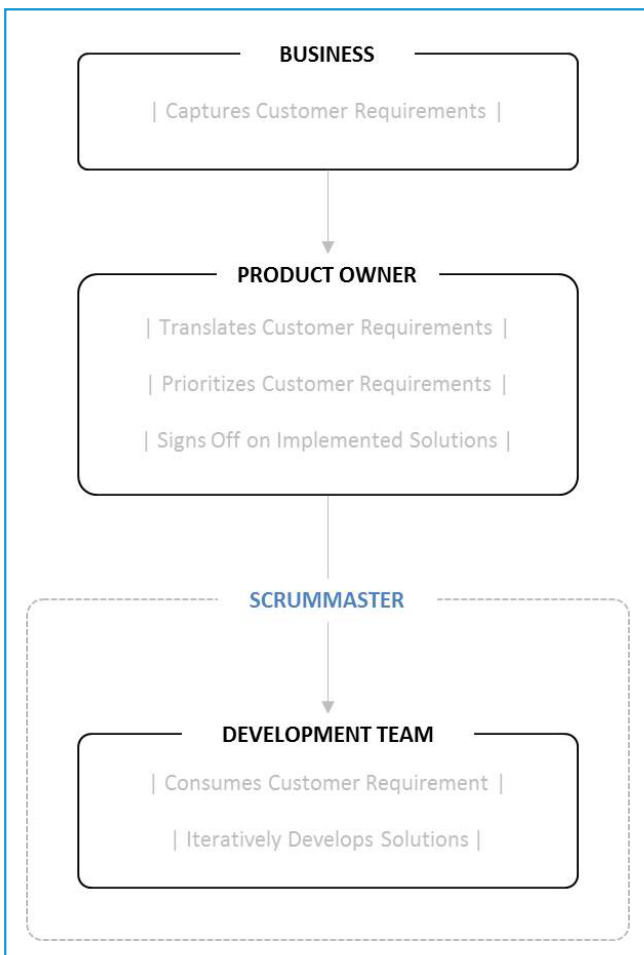 BUSINESS
| Captures Customer Requirements |
PRODUCT OWNER
| Translates Customer Requirements |
| Prioritizes Customer Requirements |
| Signs Off on Implemented Solutions |
SCRUMMASTER
DEVELOPMENT TEAM
| Consumes Customer Requirement |
| Iteratively Develops Solutions |